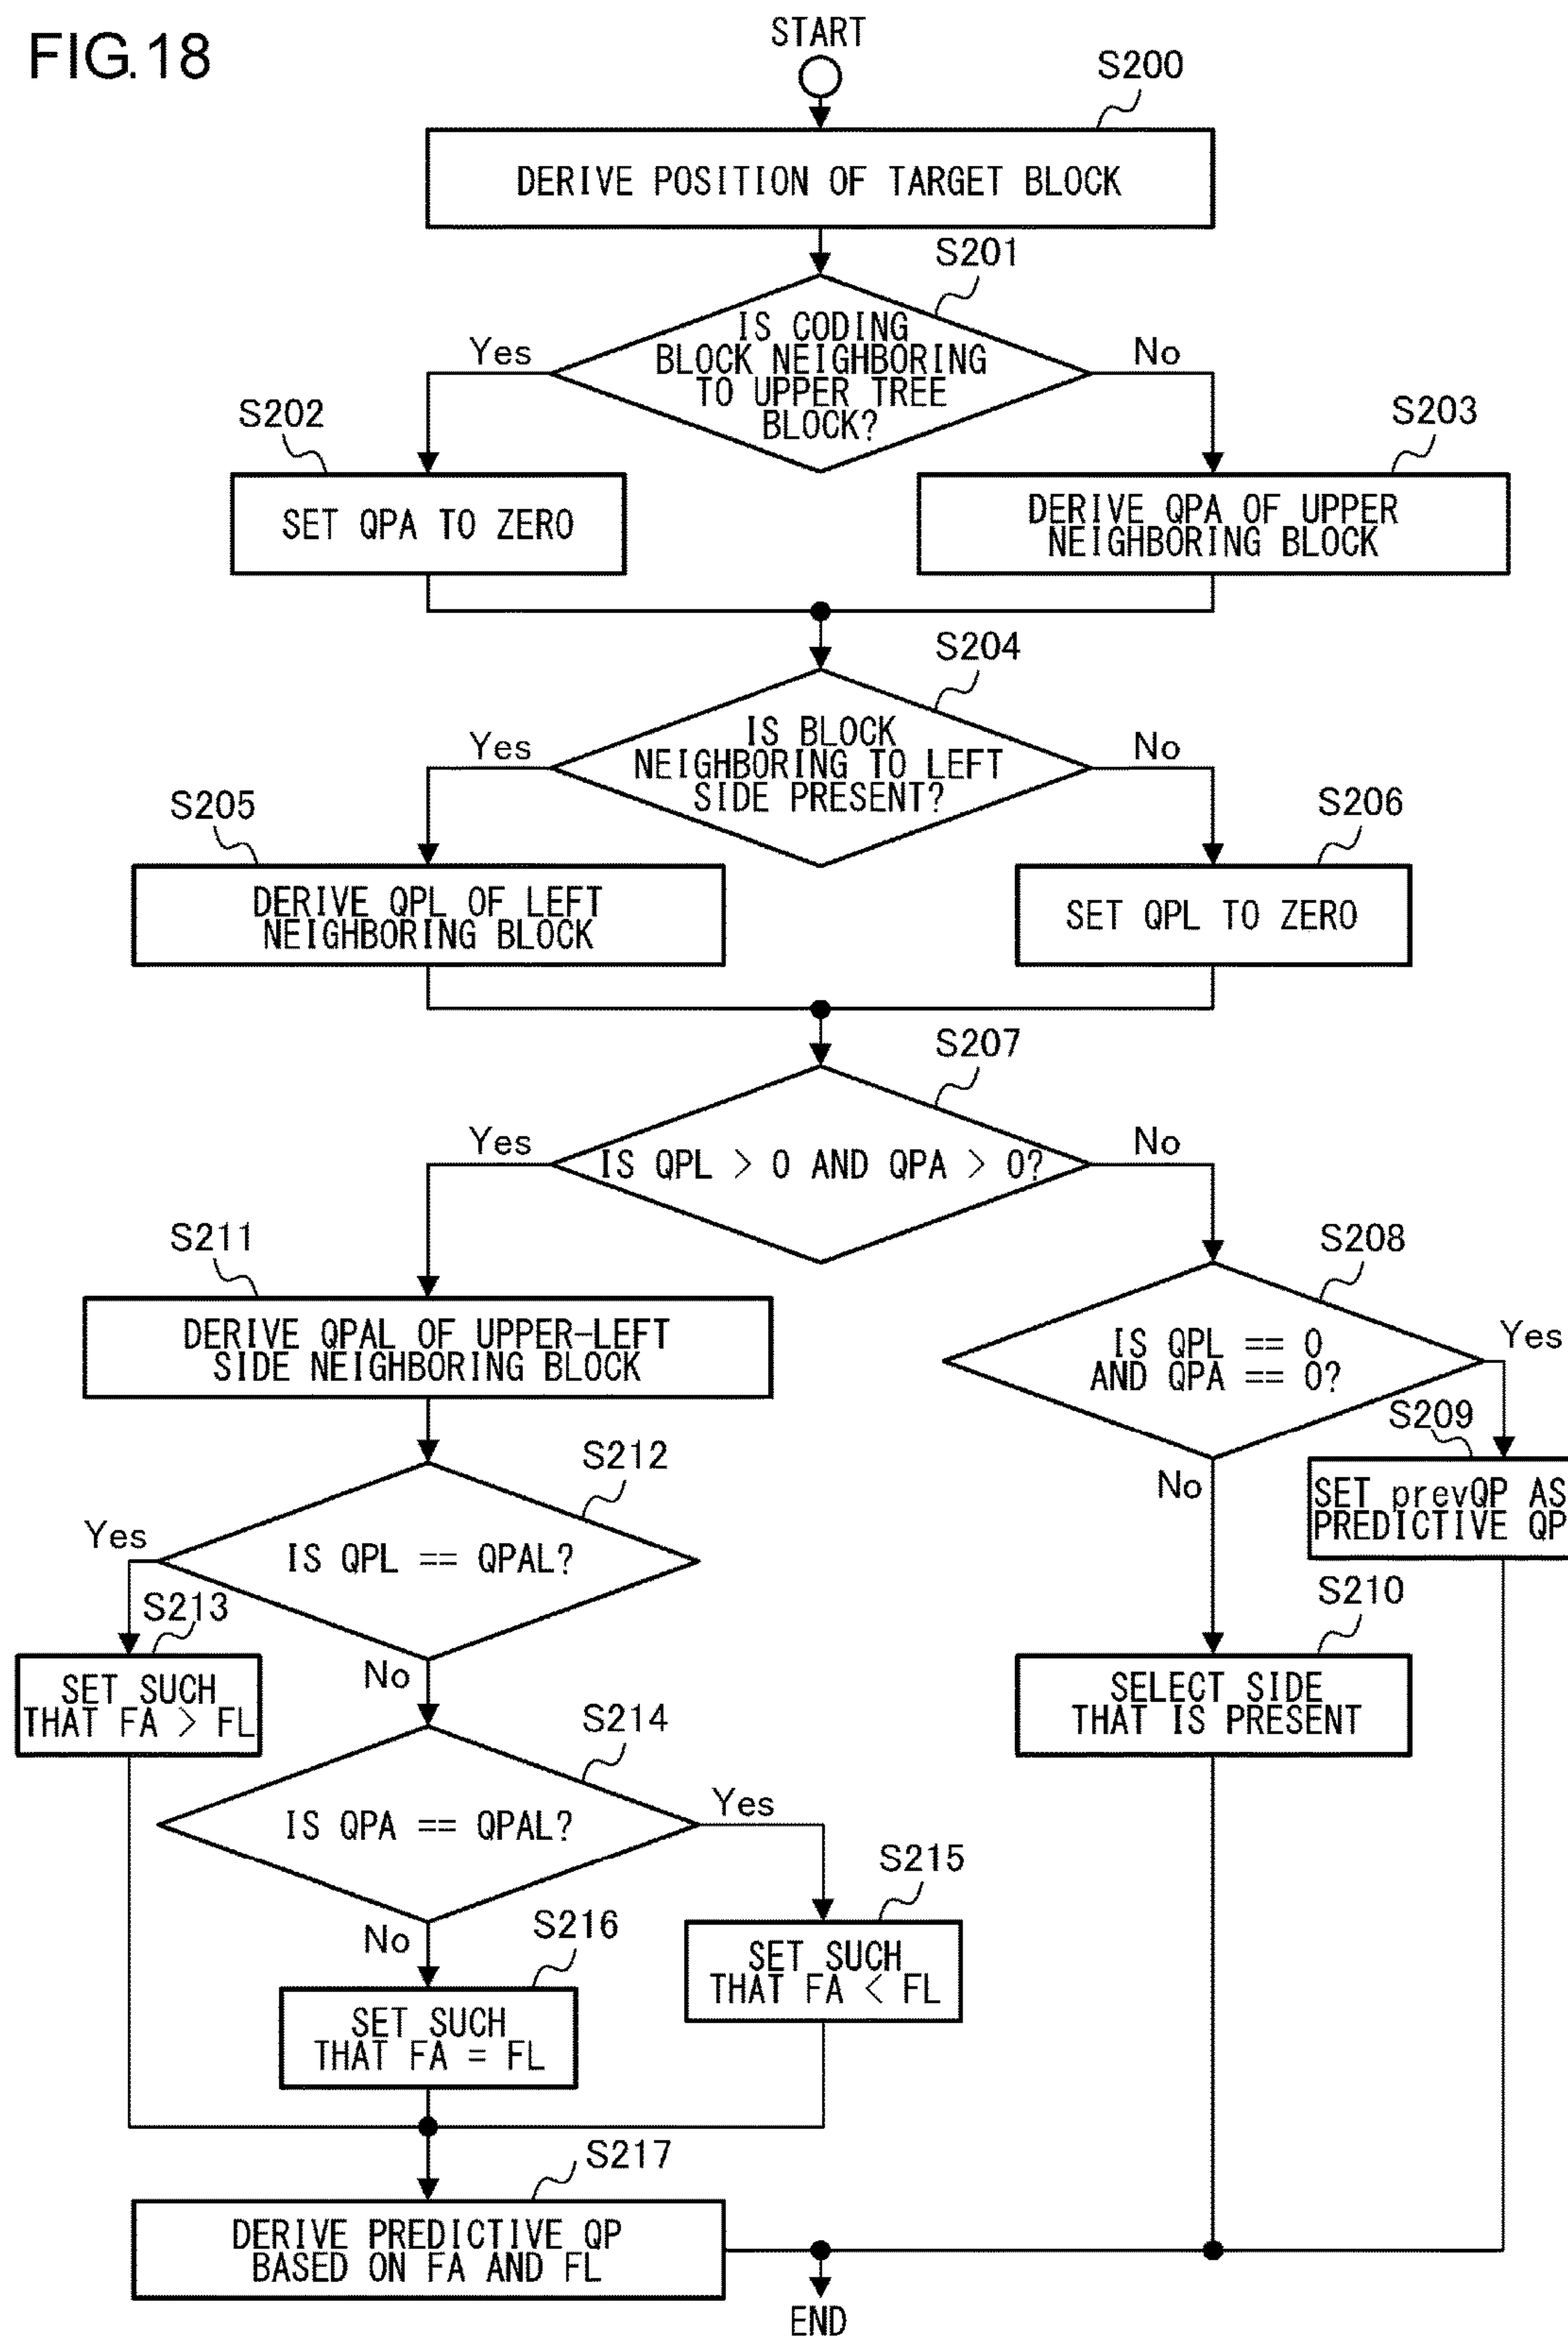 FIG.18
START
S200
DERIVE POSITION OF TARGET BLOCK
S201
IS CODING
BLOCK NEIGHBORING
TO UPPER TREE
BLOCK?
Yes
No
S202
SET QPA TO ZERO
S203
DERIVE QPA OF UPPER
NEIGHBORING BLOCK
S204
IS BLOCK
NEIGHBORING TO LEFT
SIDE PRESENT?
Yes
No
S205
DERIVE QPL OF LEFT
NEIGHBORING BLOCK
S206
SET QPL TO ZERO
S207
IS QPL > 0 AND QPA > 0?
Yes
No
S211
DERIVE QPAL OF UPPER-LEFT
SIDE NEIGHBORING BLOCK
S208
IS QPL == 0
AND QPA == 0?
Yes
No
S209
SET prevQP AS
PREDICTIVE QP
S212
IS QPL == QPAL?
Yes
No
S213
SET SUCH
THAT FA > FL
S210
SELECT SIDE
THAT IS PRESENT
S214
IS QPA == QPAL?
Yes
No
S215
SET SUCH
THAT FA < FL
S216
SET SUCH
THAT FA = FL
S217
DERIVE PREDICTIVE QP
BASED ON FA AND FL
END